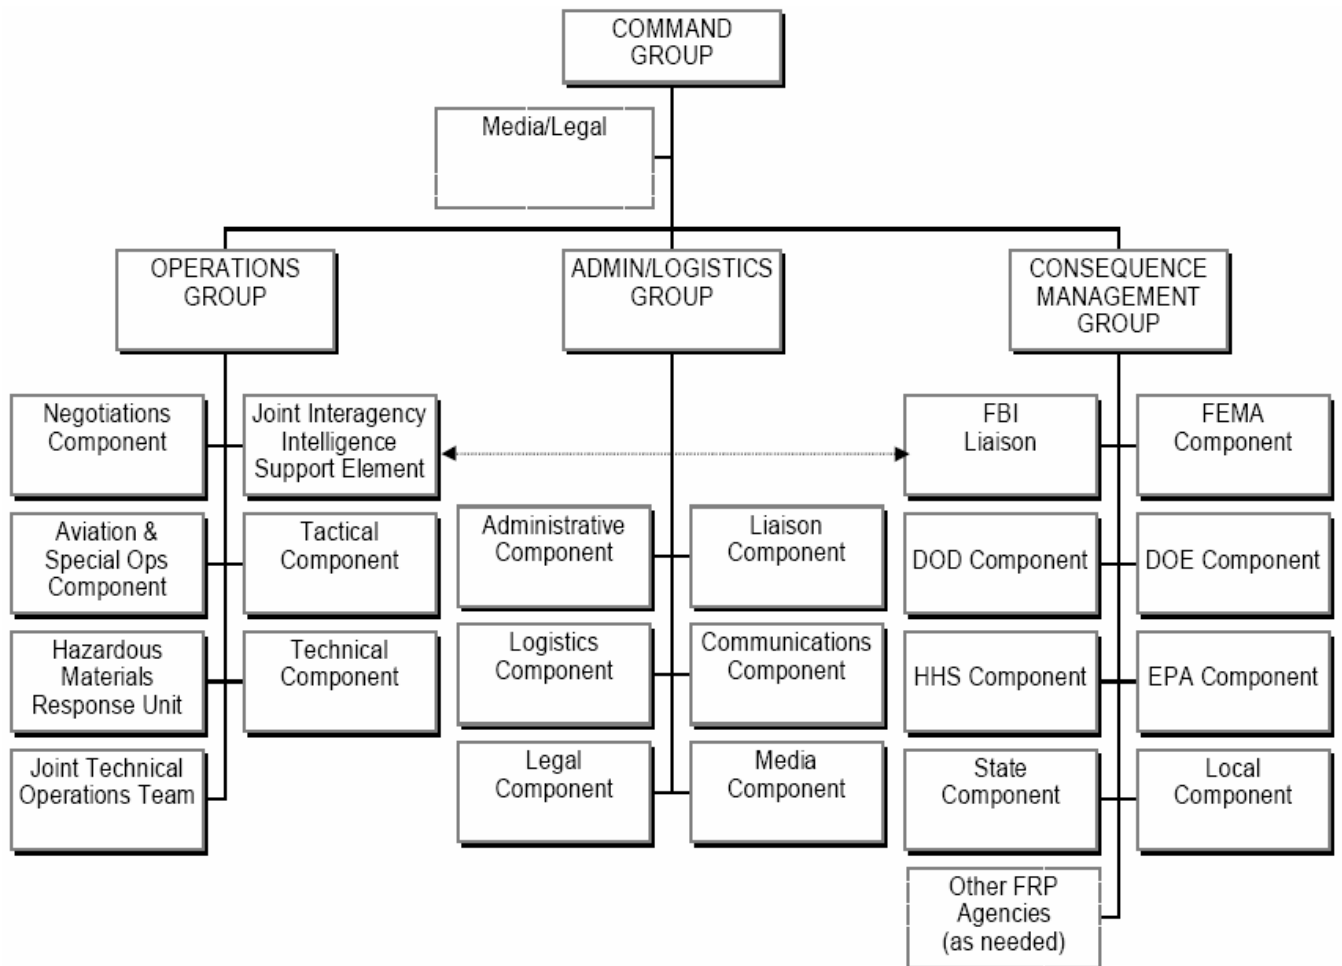 COMMAND
GROUP
Media/Legal
OPERATIONS
GROUP
ADMIN/LOGISTICS
GROUP
CONSEQUENCE
MANAGEMENT
GROUP
Negotiations
Component
Joint Interagency
Intelligence
Support Element
FBI
Liaison
FEMA
Component
Aviation &
Special Ops
Component
Tactical
Component
Administrative
Component
Liaison
Component
DOD Component
DOE Component
Hazardous
Materials
Response Unit
Technical
Component
Logistics
Component
Communications
Component
HHS Component
EPA Component
Joint Technical
Operations Team
Legal
Component
Media
Component
State
Component
Local
Component
Other FRP
Agencies
(as needed)